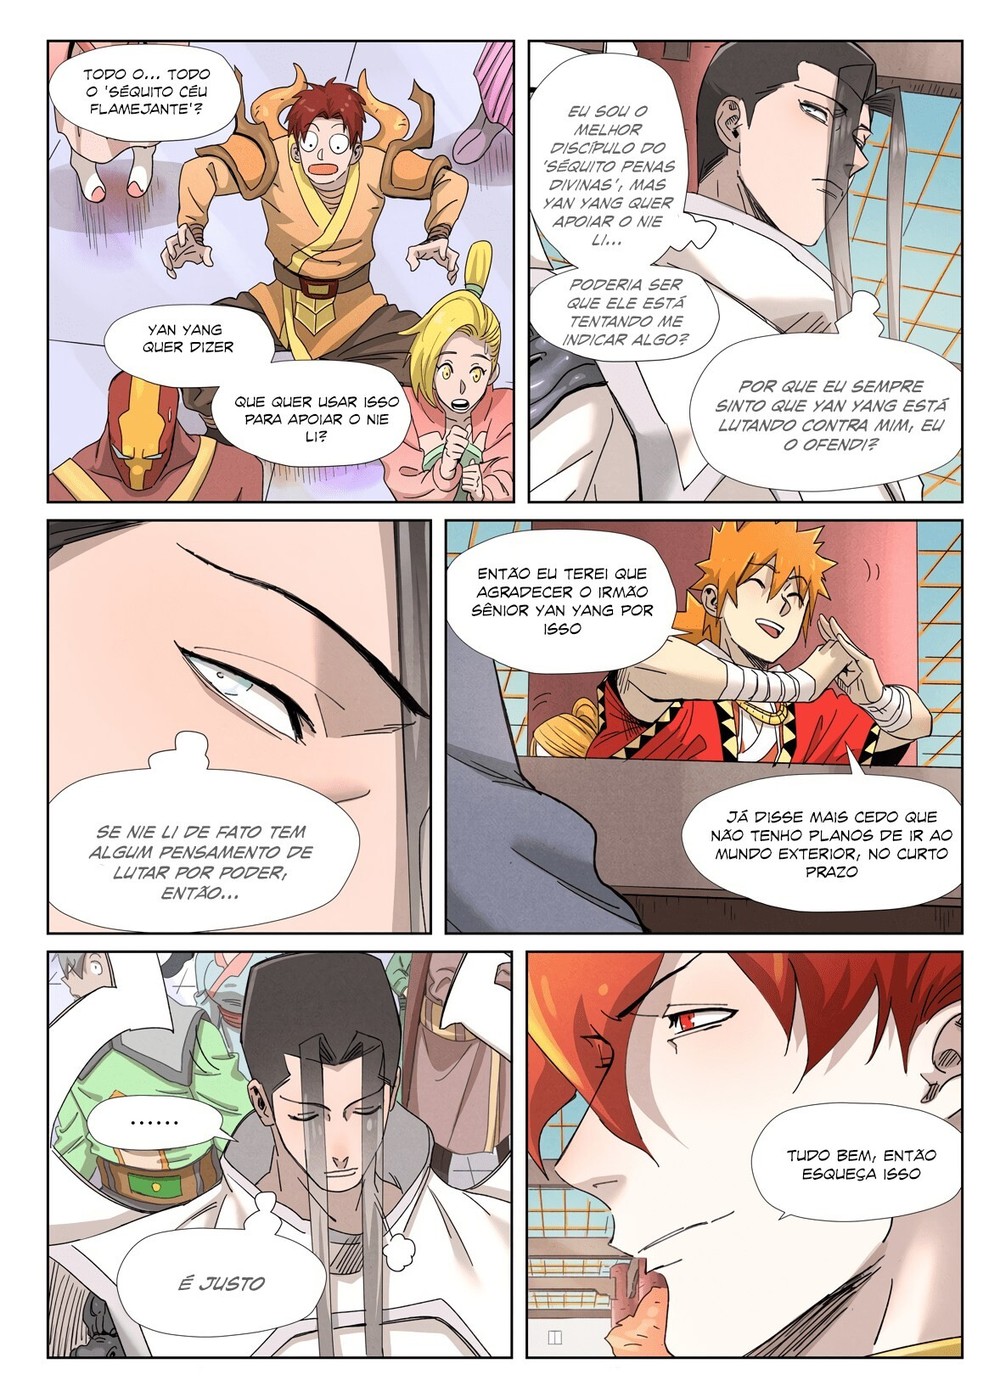 TODO O... TODO
O 'SÉQUITO CÉU
FLAMEJANTE'?
YAN YANG
QUER DIZER
QUE QUER USAR ISSO
PARA APOIAR O NIE
LI?
EU SOU O
MELHOR
DISCÍPULO DO
'SÉQUITO PENAS
DIVINAS', MAS
YAN YANG QUER
APOIAR O NIE
LI...
PODERIA SER
QUE ELE ESTÁ
TENTANDO ME
INDICAR ALGO?
POR QUE EU SEMPRE
SINTO QUE YAN YANG ESTÁ
LUTANDO CONTRA MIM, EU
O OFENDI?
SE NIE LI DE FATO TEM
ALGUM PENSAMENTO DE
LUTAR POR PODER,
ENTÃO...
ENTÃO EU TEREI QUE
AGRADECER O IRMÃO
SÊNIOR YAN YANG POR
ISSO
JÁ DISSE MAIS CEDO QUE
NÃO TENHO PLANOS DE IR AO
MUNDO EXTERIOR, NO CURTO
PRAZO
......
É JUSTO
TUDO BEM, ENTÃO
ESQUEÇA ISSO